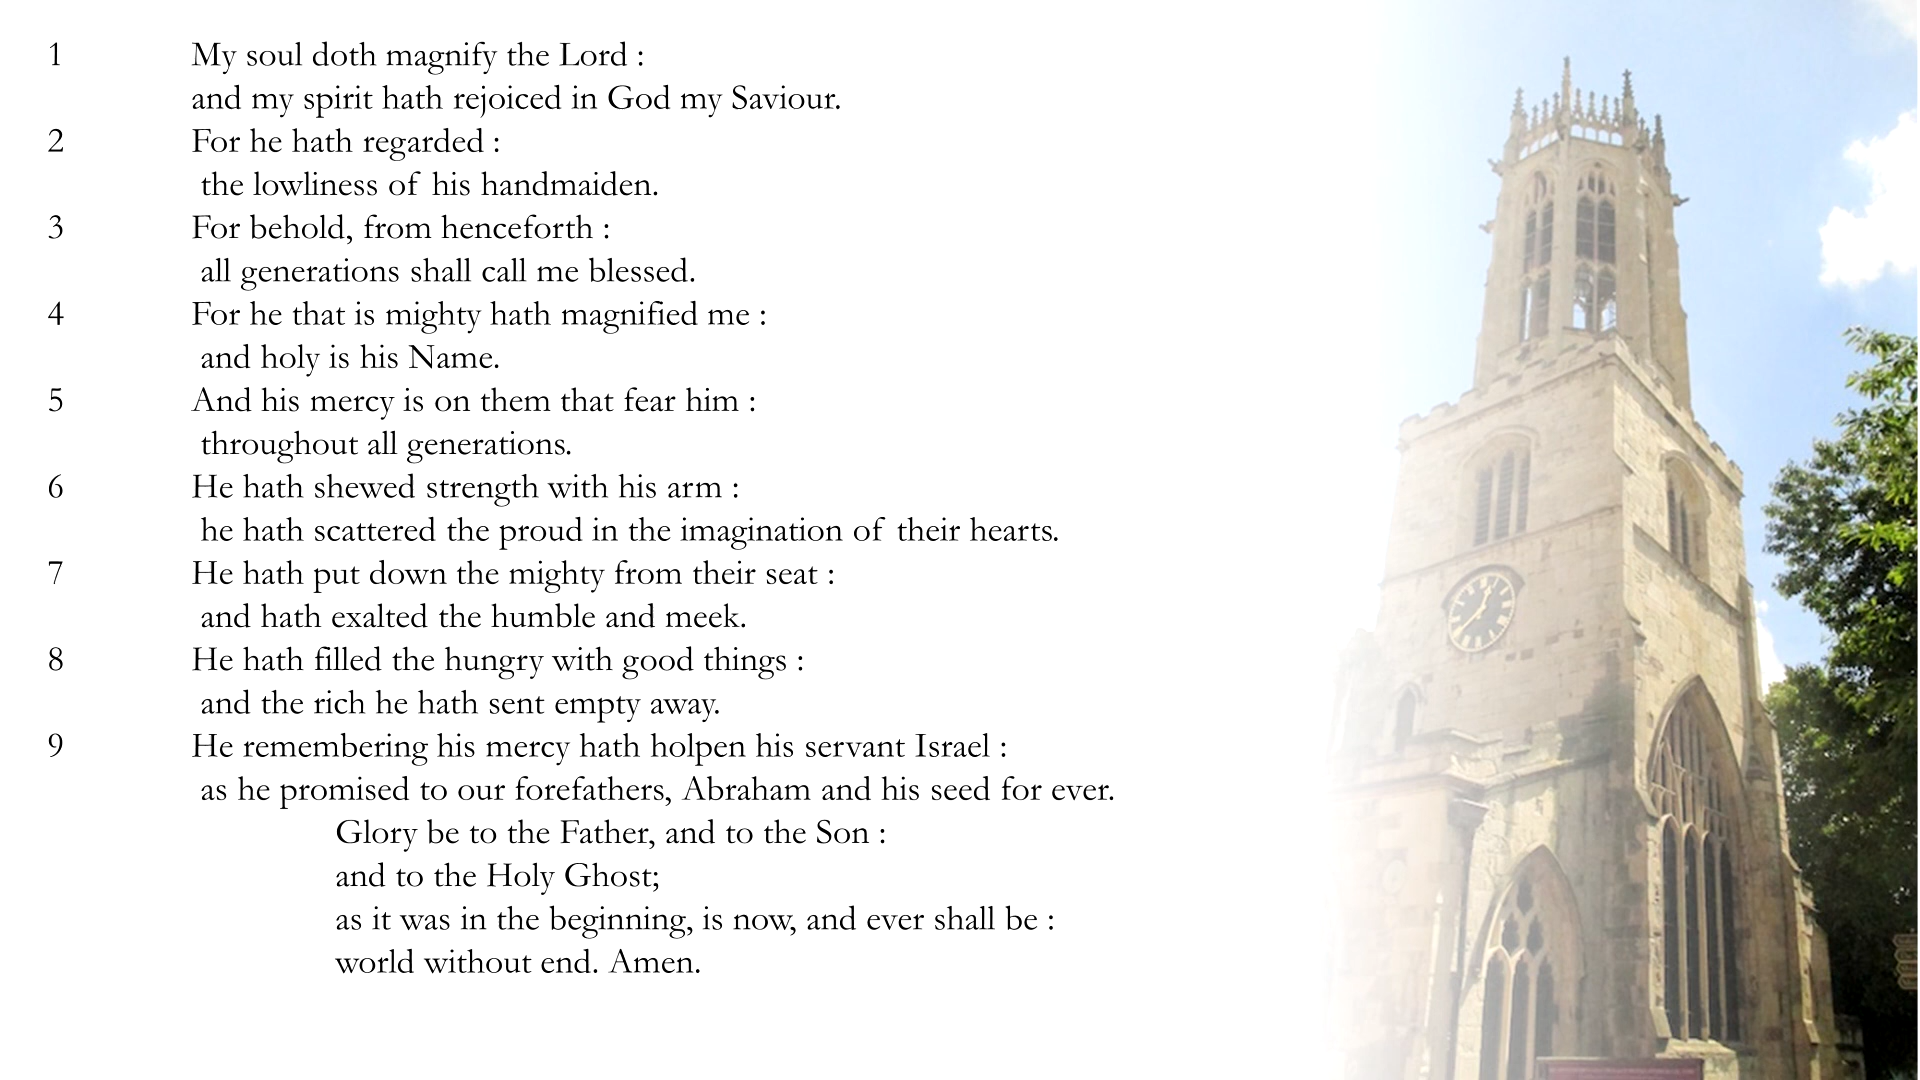 1 My soul doth magnify the Lord :
and my spirit hath rejoiced in God my Saviour.
2 For he hath regarded :
the lowliness of his handmaiden.
3 For behold, from henceforth :
all generations shall call me blessed.
4 For he that is mighty hath magnified me :
and holy is his Name.
5 And his mercy is on them that fear him :
throughout all generations.
6 He hath shewed strength with his arm :
he hath scattered the proud in the imagination of their hearts.
7 He hath put down the mighty from their seat :
and hath exalted the humble and meek.
8 He hath filled the hungry with good things :
and the rich he hath sent empty away.
9 He remembering his mercy hath holpen his servant Israel :
as he promised to our forefathers, Abraham and his seed for ever.
Glory be to the Father, and to the Son :
and to the Holy Ghost;
as it was in the beginning, is now, and ever shall be :
world without end. Amen.